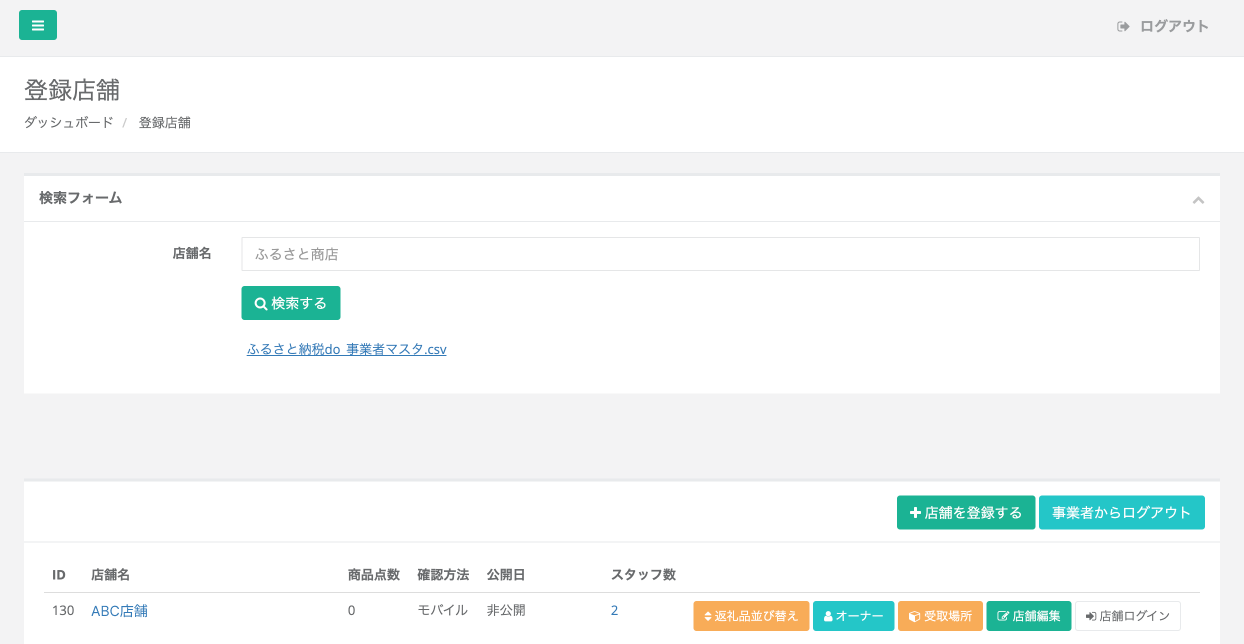 ログアウト
登録店舗
ダッシュボード / 登録店舗
検索フォーム
店舗名 ふるさと商店
検索する
ふるさと納税do_事業者マスタ.csv
店舗を登録する 事業者からログアウト
ID 店舗名 商品点数 確認方法 公開日 スタッフ数
130 ABC店舗 0 モバイル 非公開 2 返礼品並び替え オーナー 受取場所 店舗編集 店舗ログイン